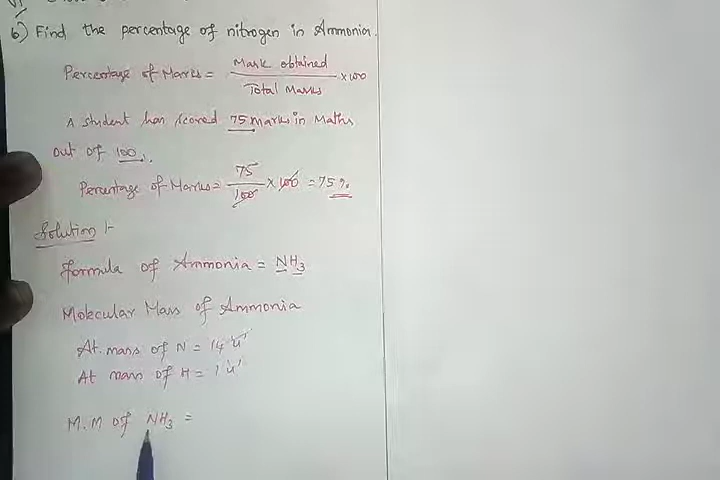 6) Find the percentage of nitrogen in Ammonia.
Percentage of Marks = Mark obtained / Total Marks × 100
A student has scored 75 marks in Maths
out of 100.
Percentage of Marks = 75 / 100 × 100 = 75%
Solution :-
Formula of Ammonia = NH3
Molecular Mass of Ammonia
At. mass of N = 14 'u'
At mass of H = 1 'u'
M.M of NH3 =